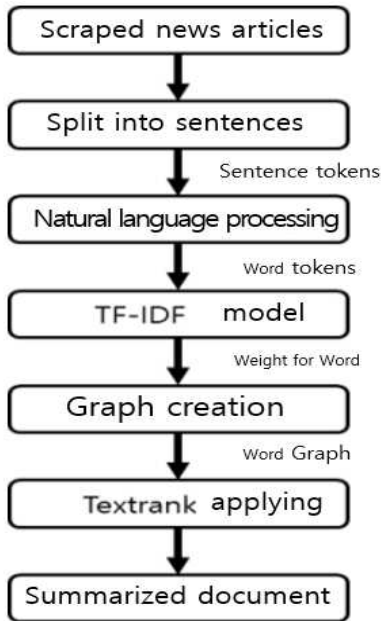 Scraped news articles
Split into sentences
Sentence tokens
Natural language processing
Word tokens
TF-IDF model
Weight for Word
Graph creation
Word Graph
Textrank applying
Summarized document